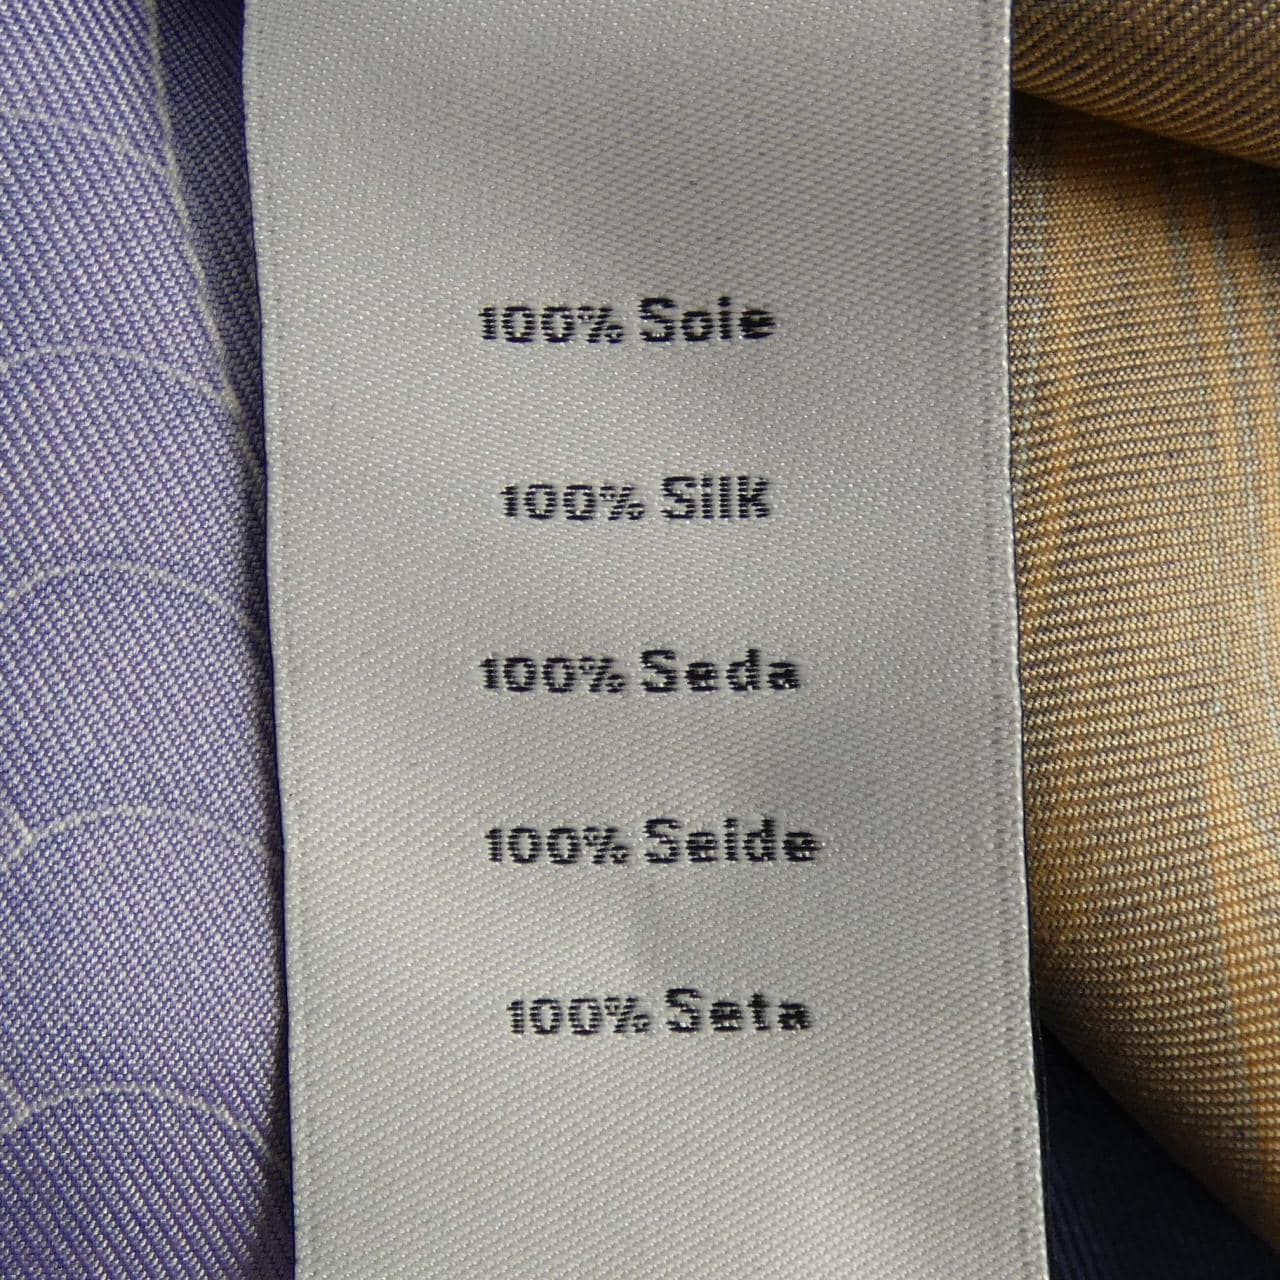 100% Soie
100% Silk
100% Seda
100% Seide
100% Seta